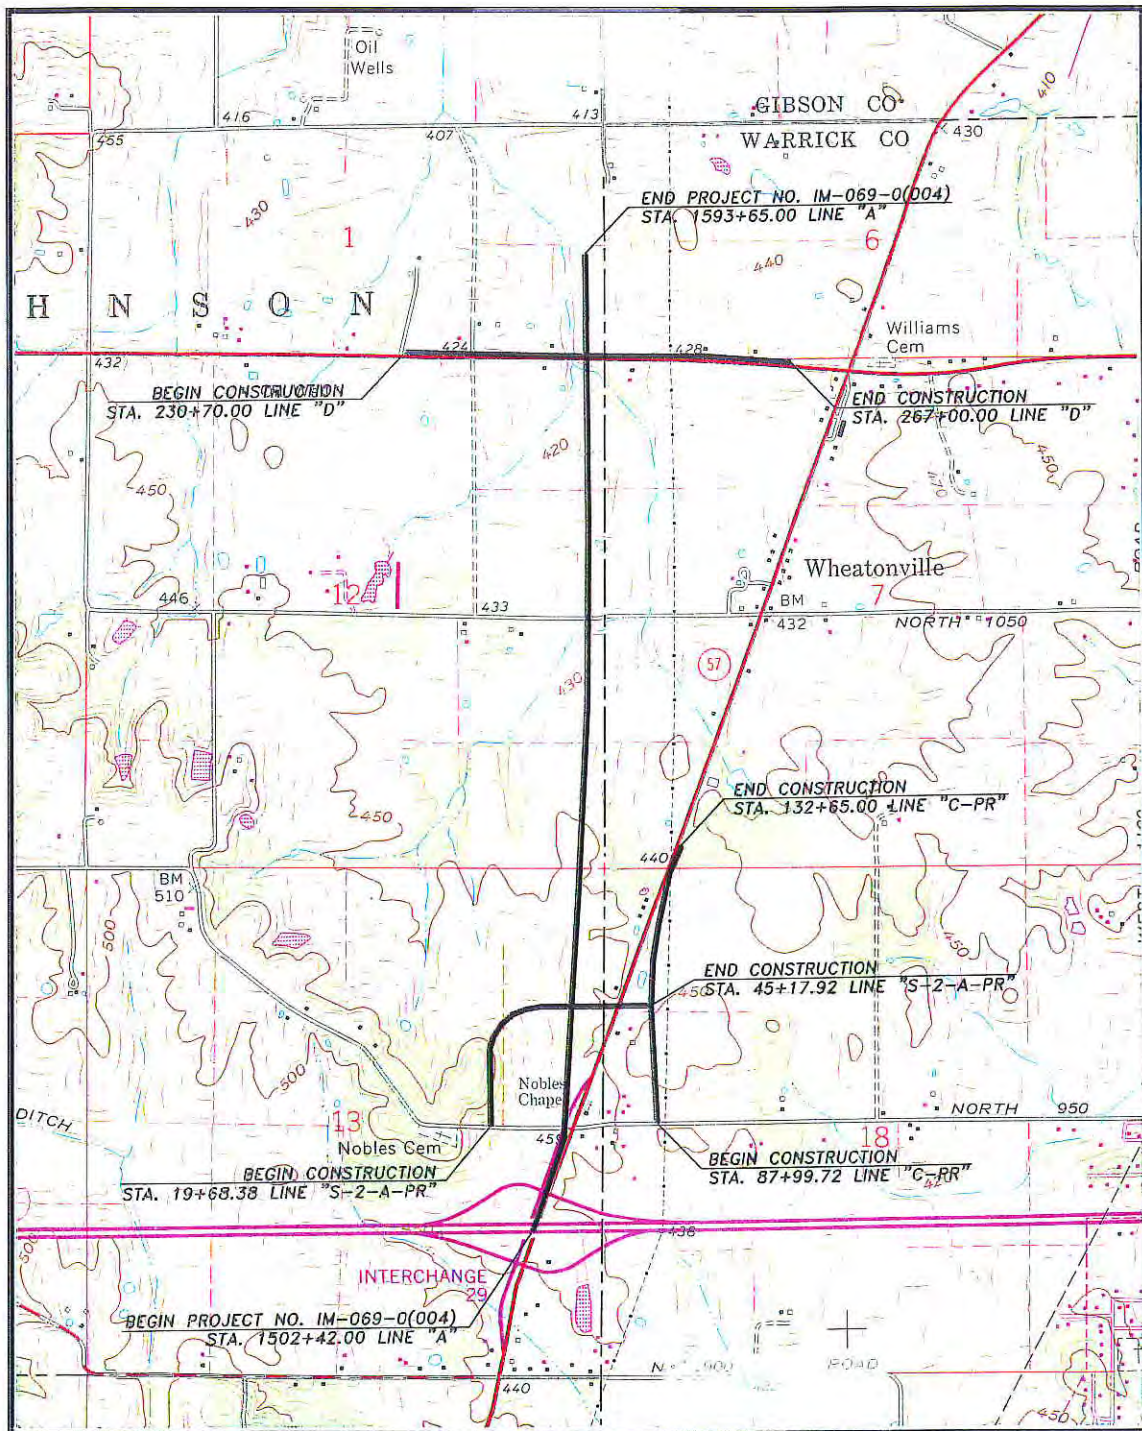 Oil
Wells
416
413
GIBSON CO
410
455
407
WARRICK CO
430
END PROJECT NO. IM-069-0(004)
STA. 1593+65.00 LINE "A"
430
1
6
440
H N S O N
432
424
428
Williams
Cem
BEGIN CONSTRUCTION
STA. 230+70.00 LINE "D"
END CONSTRUCTION
STA. 267+00.00 LINE "D"
450
420
450
440
Wheatonville
446
12
433
BM
432
7
NORTH 1050
57
430
END CONSTRUCTION
STA. 132+65.00 LINE "C-PR"
450
440
BM
510
500
450
END CONSTRUCTION
STA. 45+17.92 LINE "S-2-A-PR"
450
500
Nobles
Chapel
DITCH
13
Nobles Cem
459
NORTH 950
18
BEGIN CONSTRUCTION
STA. 19+68.38 LINE "S-2-A-PR"
BEGIN CONSTRUCTION
STA. 87+99.72 LINE "C-PR"
500
438
INTERCHANGE
29
BEGIN PROJECT NO. IM-069-0(004)
STA. 1502+42.00 LINE "A"
900 ROAD
440
450